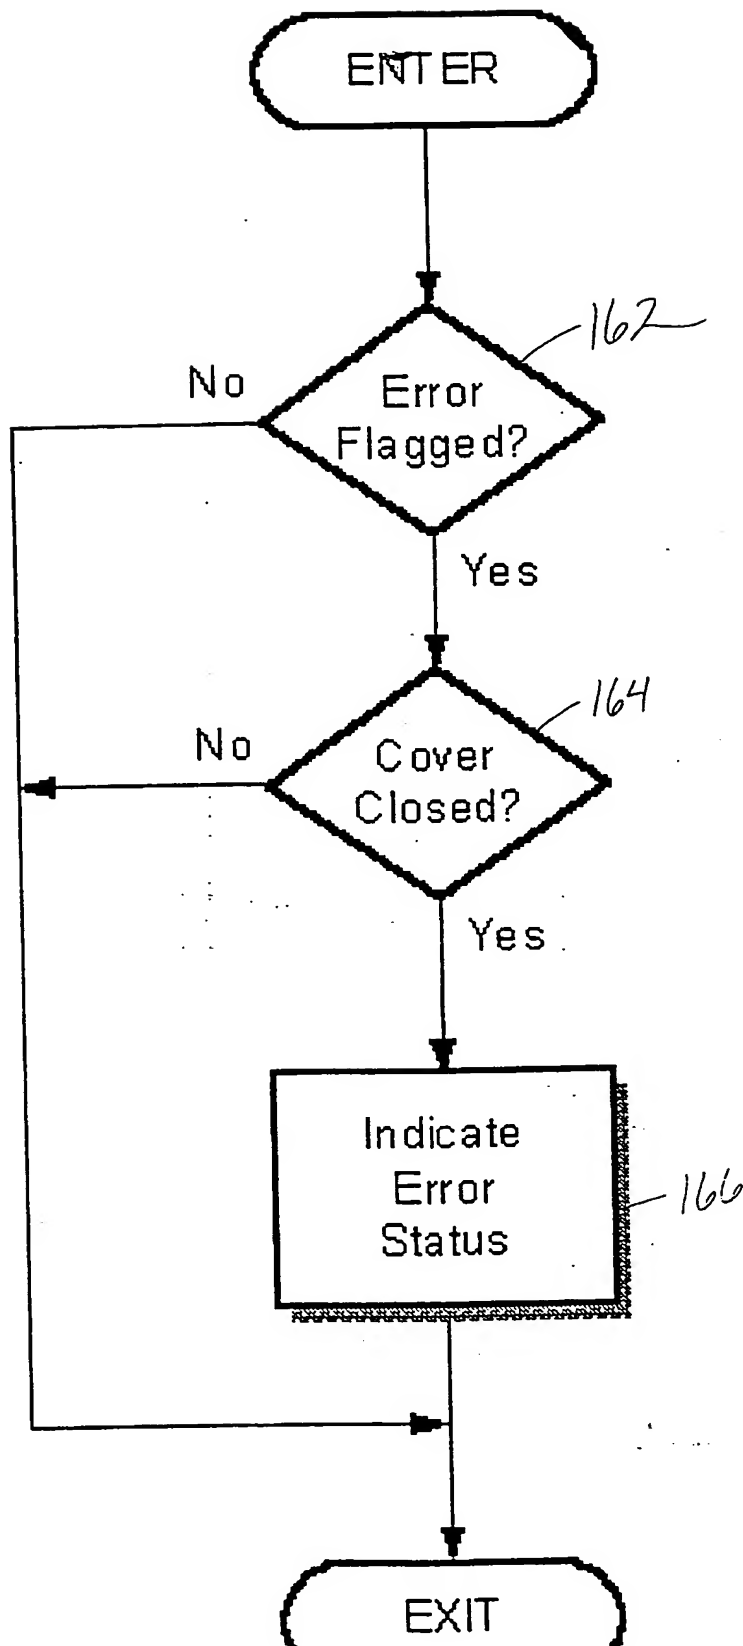 ENTER
162
No
Error
Flagged?
Yes
164
No
Cover
Closed?
Yes
Indicate
Error
Status
166
EXIT